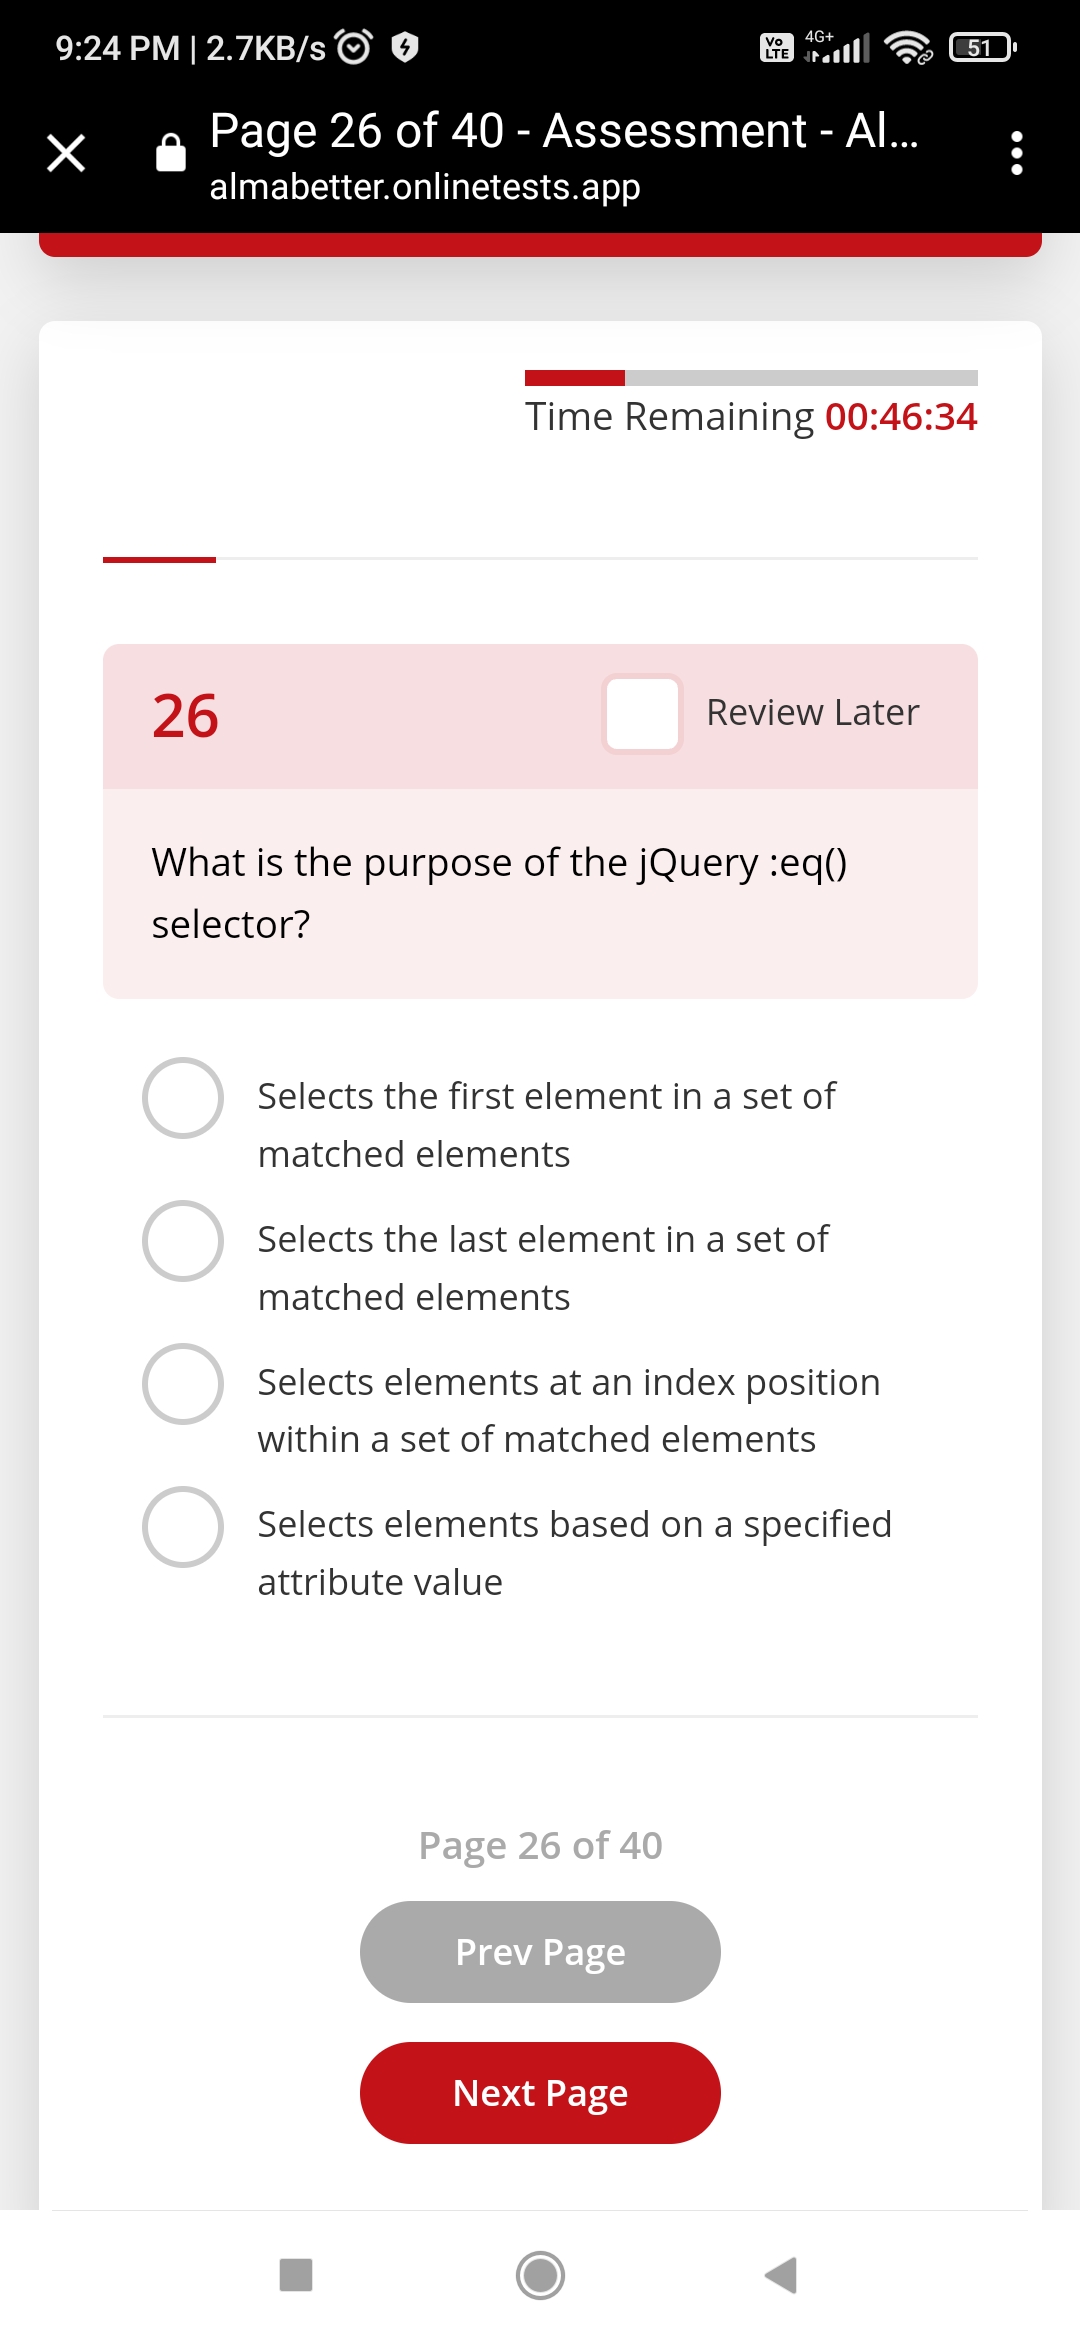 9:24 PM | 2.7KB/s
Vo LTE 4G+ 51
Page 26 of 40 - Assessment - Al...
almabetter.onlinetests.app
Time Remaining 00:46:34
26
Review Later
What is the purpose of the jQuery :eq()
selector?
Selects the first element in a set of
matched elements
Selects the last element in a set of
matched elements
Selects elements at an index position
within a set of matched elements
Selects elements based on a specified
attribute value
Page 26 of 40
Prev Page
Next Page